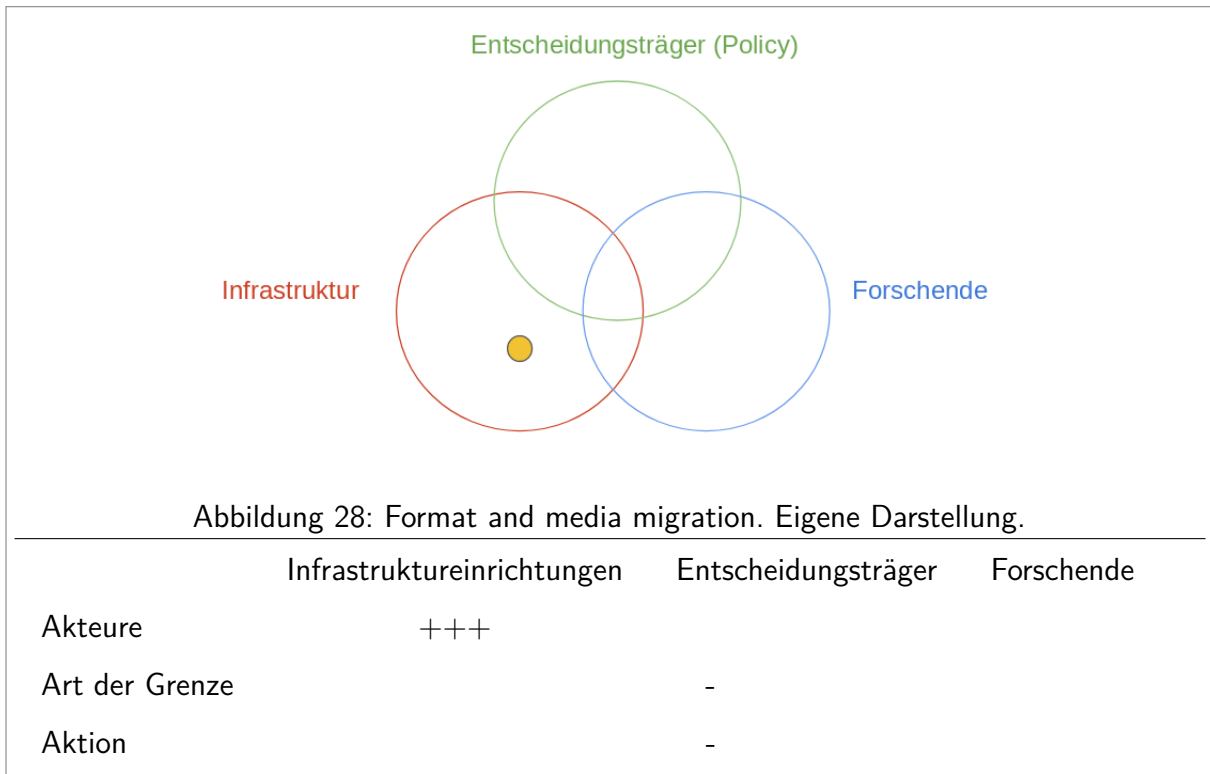 Entscheidungsträger (Policy)
Infrastruktur
Forschende
Abbildung 28: Format and media migration. Eigene Darstellung.
Infrastruktureinrichtungen Entscheidungsträger Forschende
Akteure +++
Art der Grenze -
Aktion -